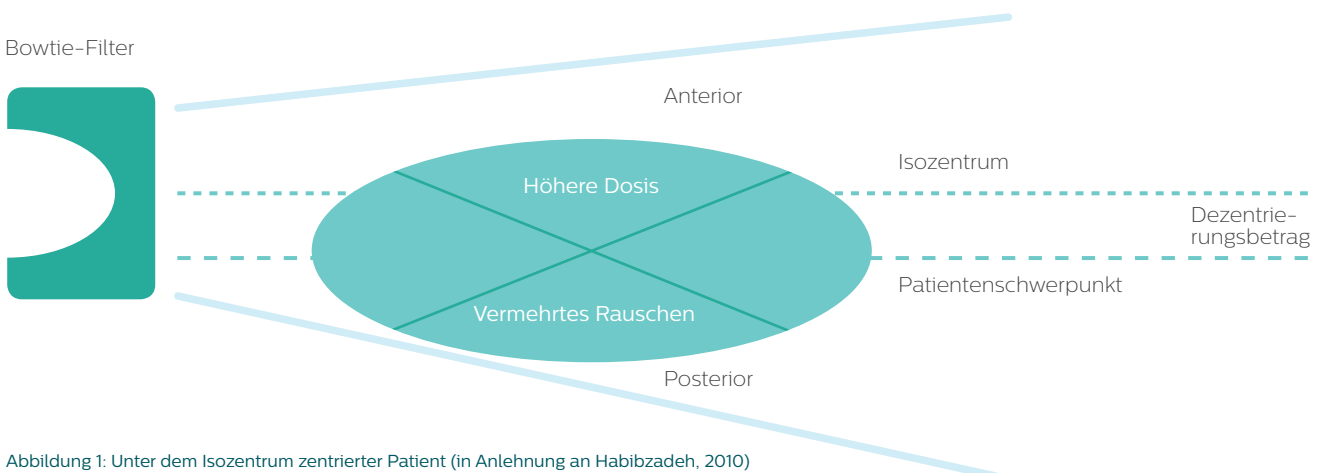 Bowtie-Filter
Anterior
Isozentrum
Höhere Dosis
Dezentrie-
rungsbetrag
Patientenschwerpunkt
Vermehrtes Rauschen
Posterior
Abbildung 1: Unter dem Isozentrum zentrierter Patient (in Anlehnung an Habibzadeh, 2010)